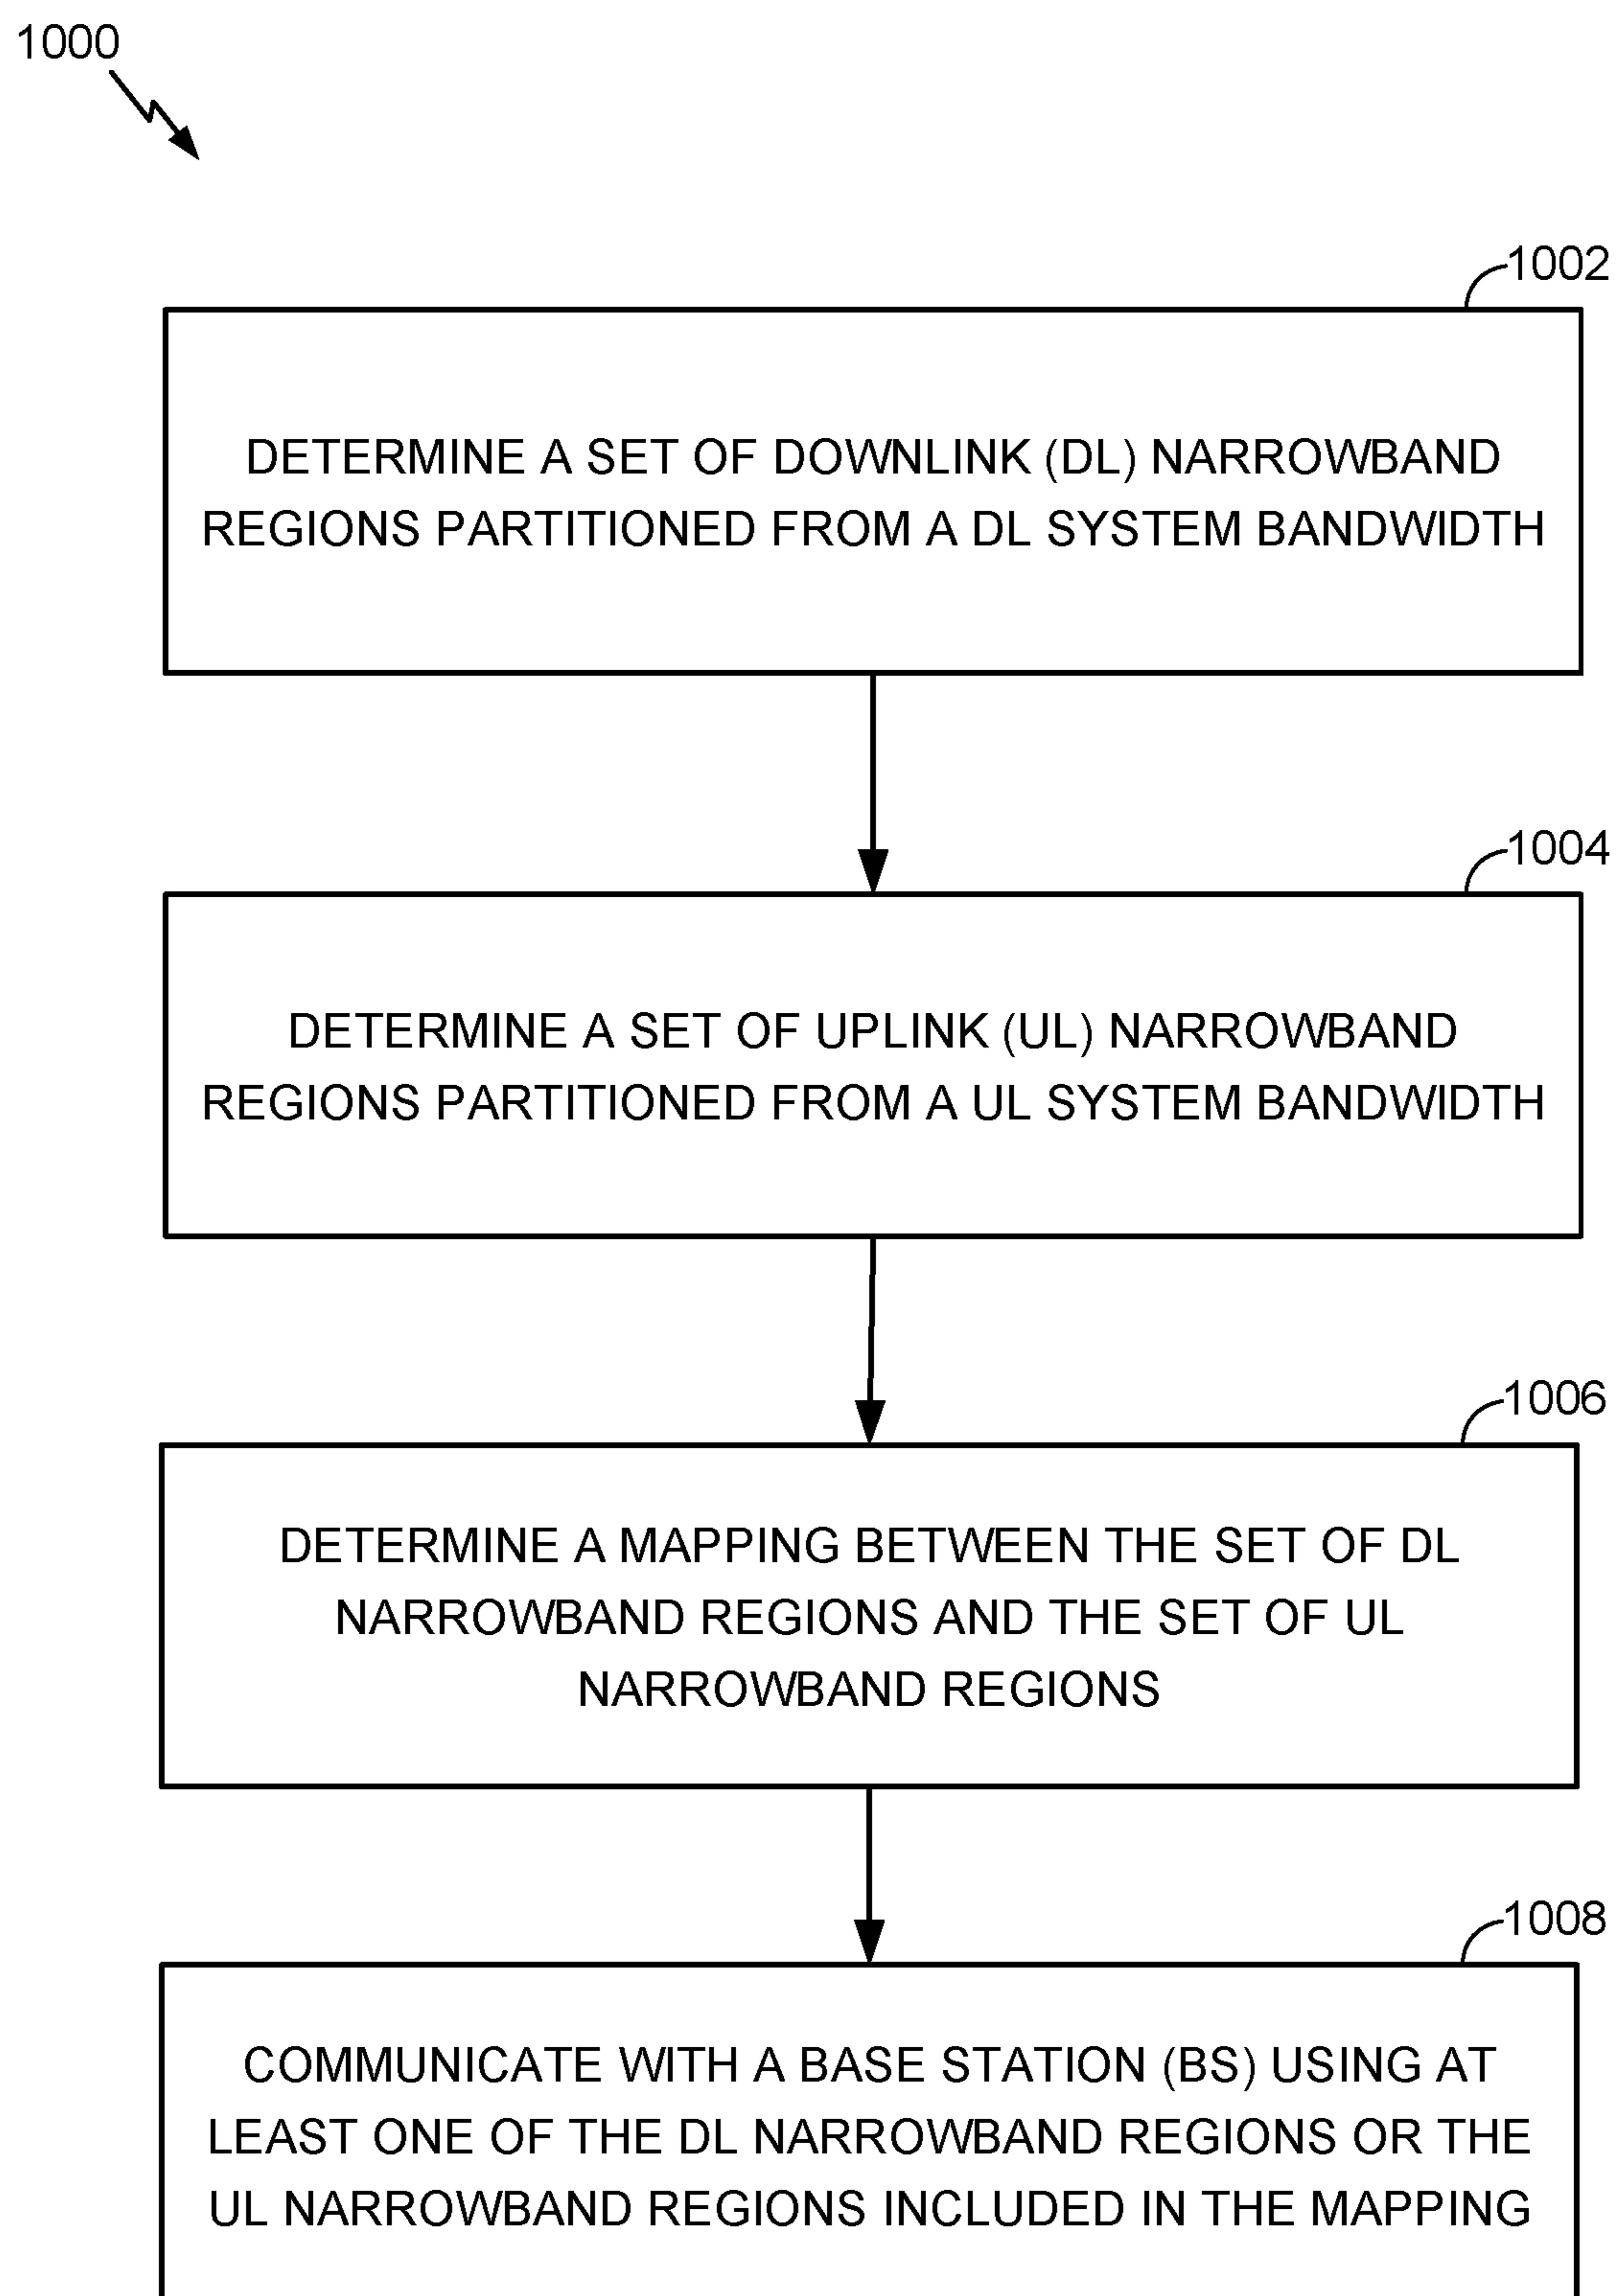 1000
1002
DETERMINE A SET OF DOWNLINK (DL) NARROWBAND
REGIONS PARTITIONED FROM A DL SYSTEM BANDWIDTH
1004
DETERMINE A SET OF UPLINK (UL) NARROWBAND
REGIONS PARTITIONED FROM A UL SYSTEM BANDWIDTH
1006
DETERMINE A MAPPING BETWEEN THE SET OF DL
NARROWBAND REGIONS AND THE SET OF UL
NARROWBAND REGIONS
1008
COMMUNICATE WITH A BASE STATION (BS) USING AT
LEAST ONE OF THE DL NARROWBAND REGIONS OR THE
UL NARROWBAND REGIONS INCLUDED IN THE MAPPING